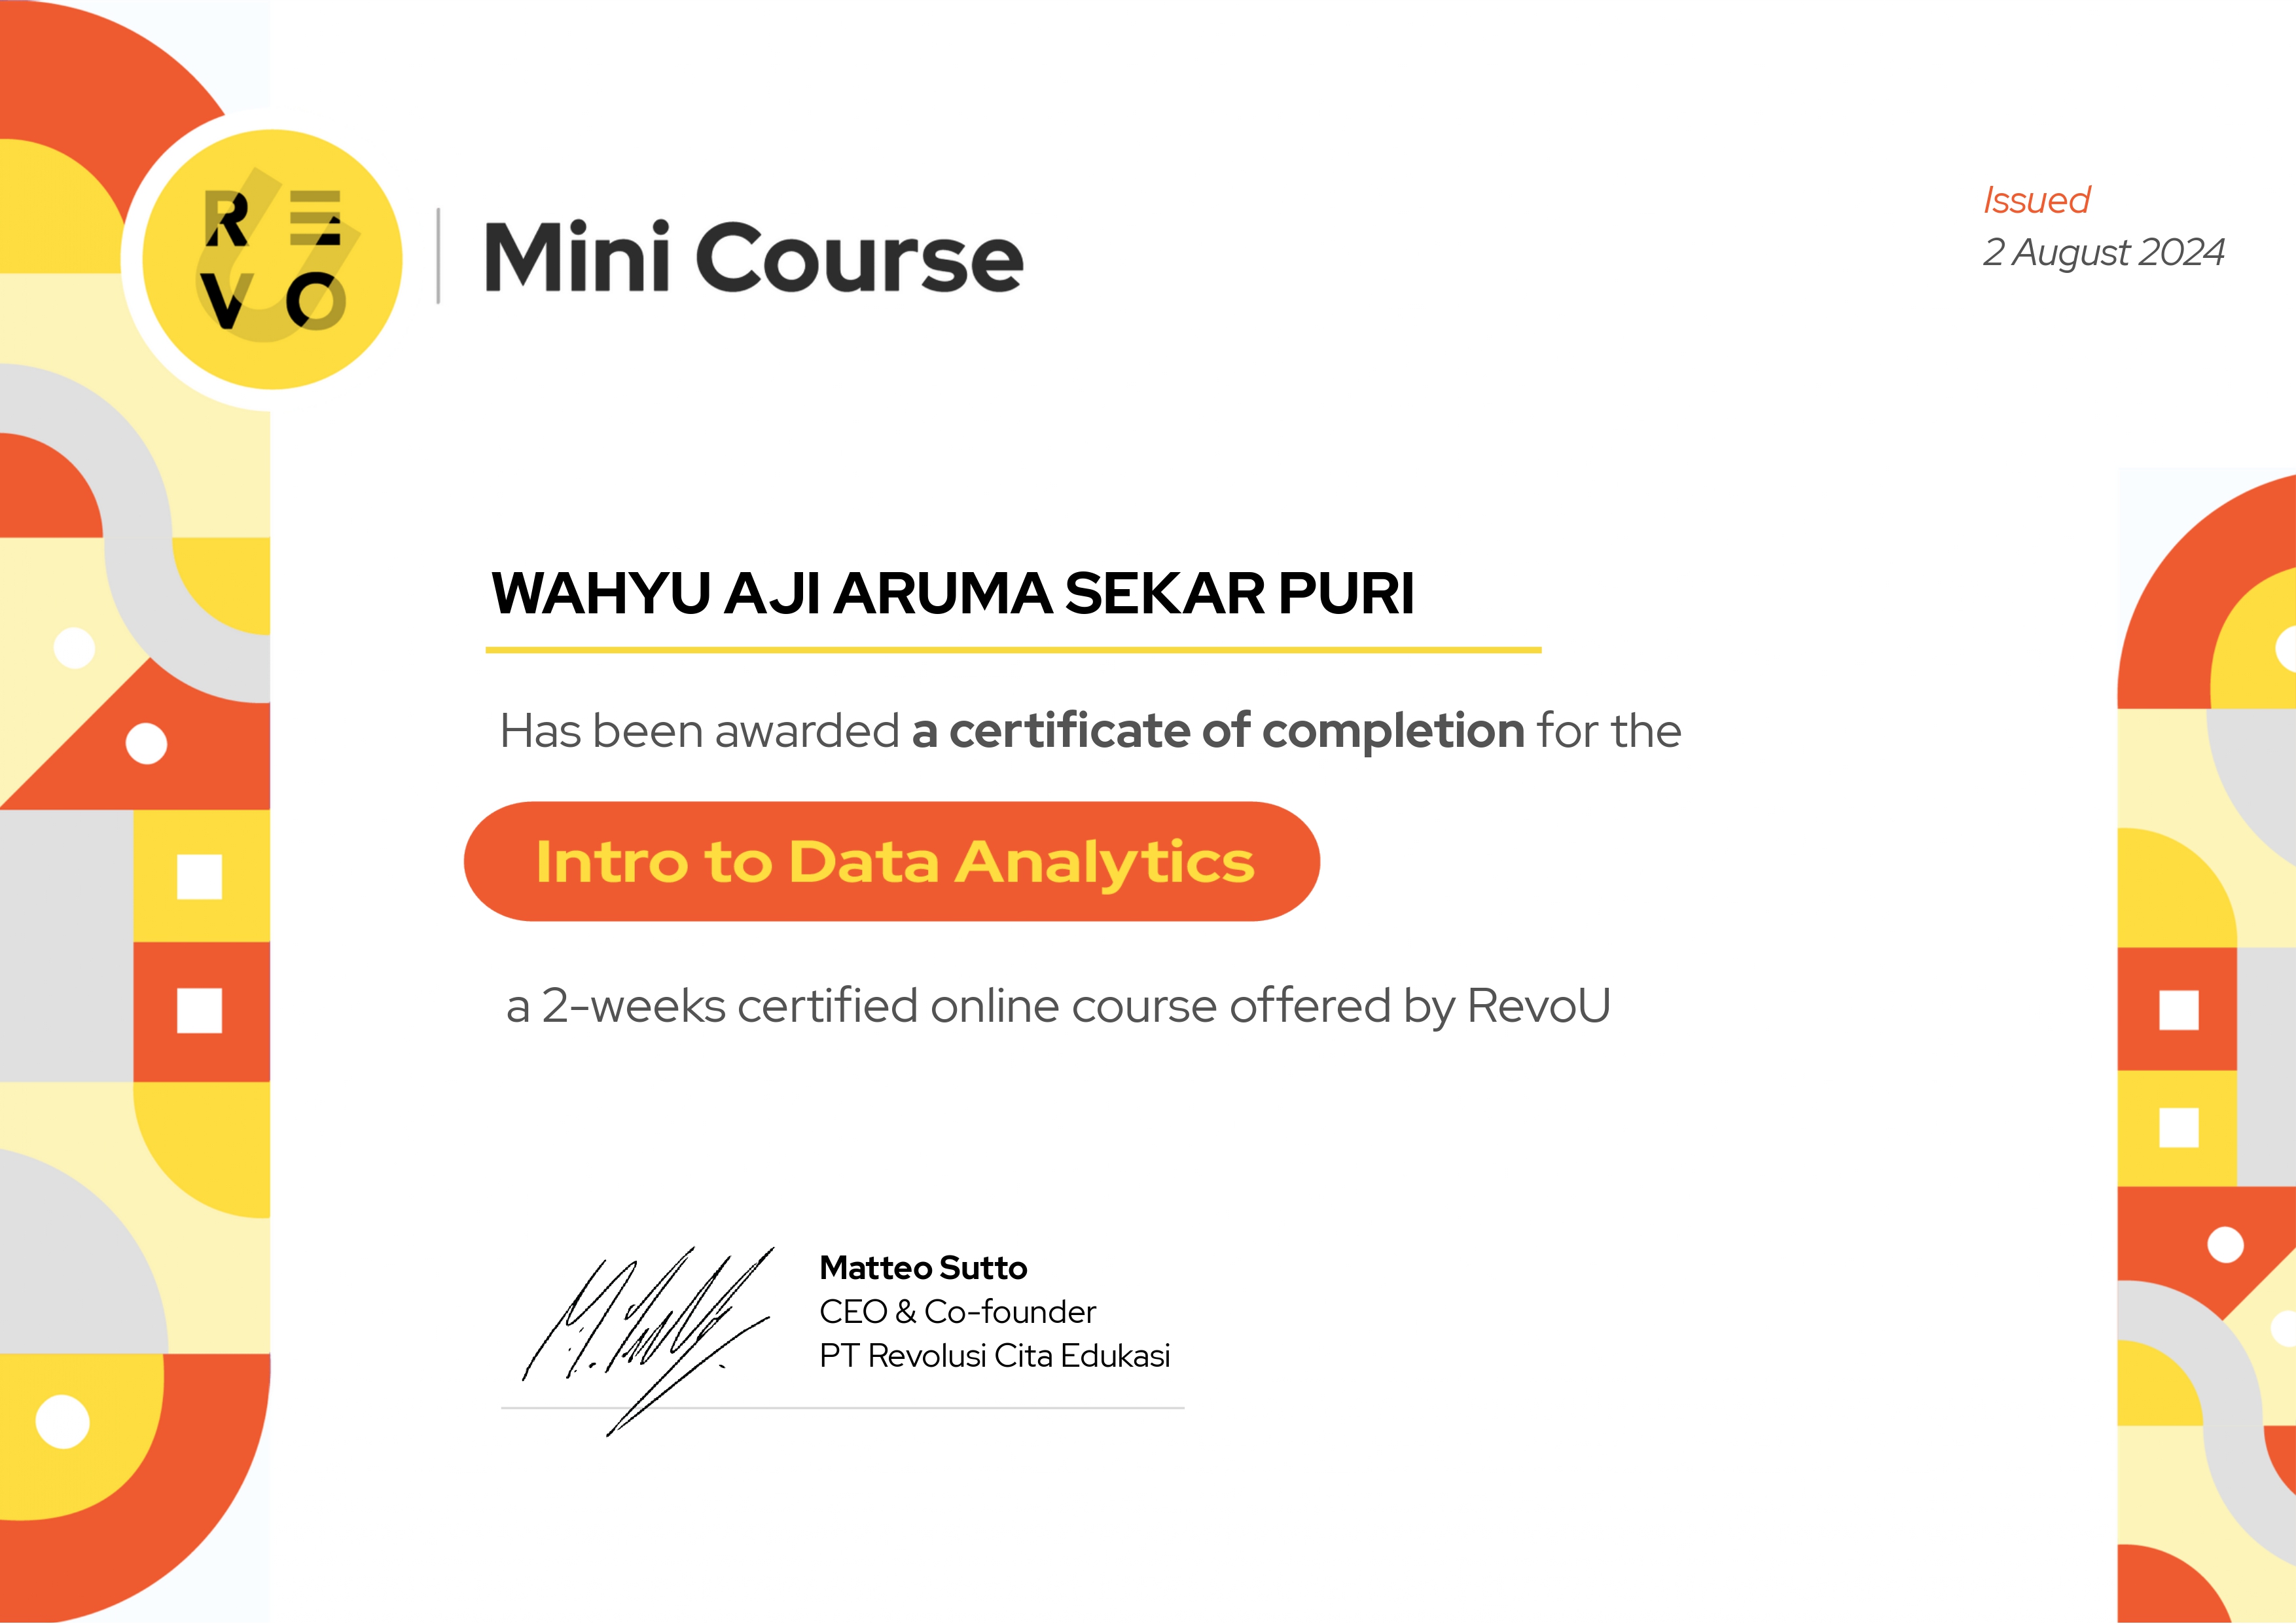 RE
VO
Mini Course
Issued
2 August 2024
WAHYU AJI ARUMA SEKAR PURI
Has been awarded a certificate of completion for the
Intro to Data Analytics
a 2-weeks certified online course offered by RevoU
Matteo Sutto
CEO & Co-founder
PT Revolusi Cita Edukasi